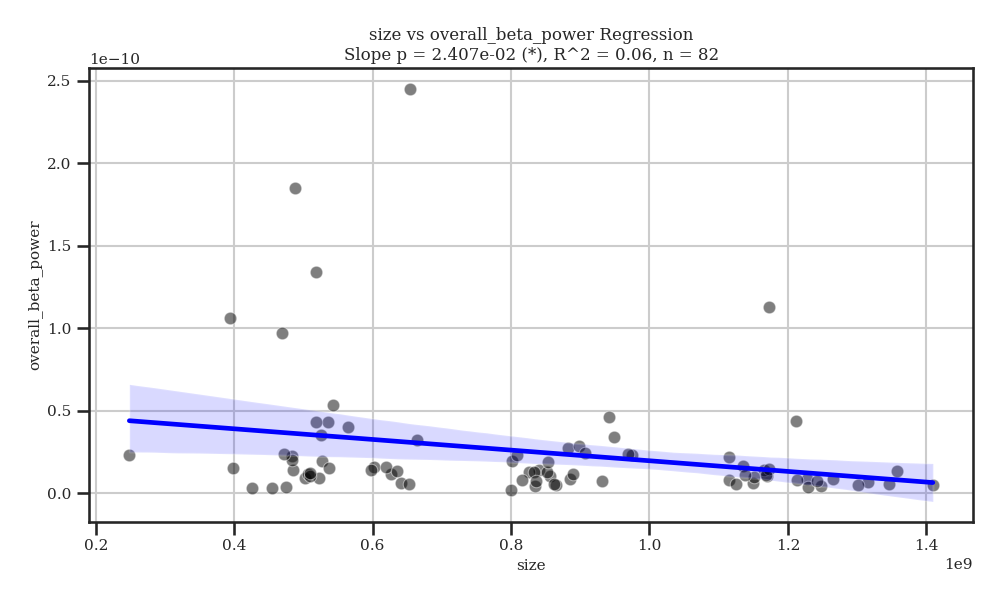 size vs overall_beta_power Regression
Slope p = 2.407e-02 (*), R^2 = 0.06, n = 82
1e−10
2.5
2.0
1.5
1.0
0.5
0.0
overall_beta_power
0.2
0.4
0.6
0.8
1.0
1.2
1.4
1e9
size